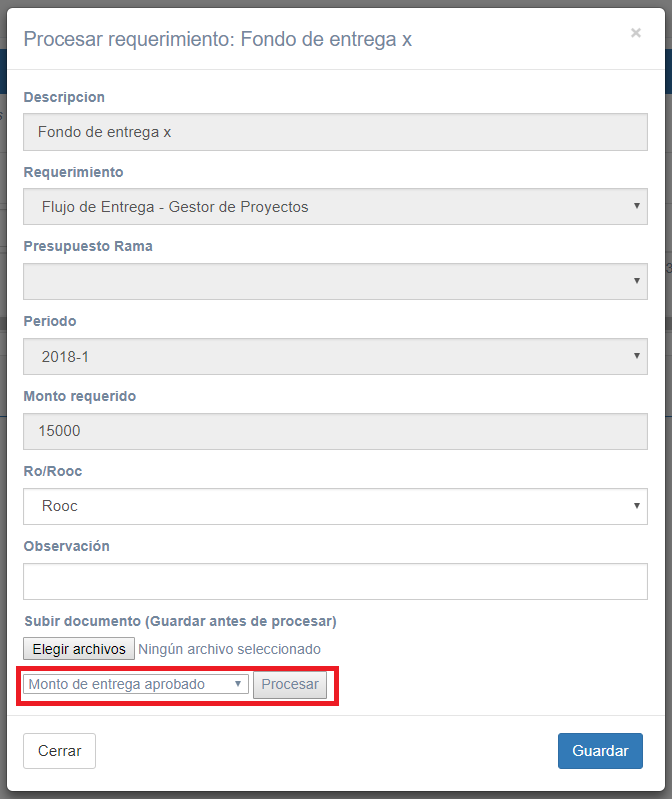 Procesar requerimiento: Fondo de entrega x
×
Descripcion
Fondo de entrega x
Requerimiento
Flujo de Entrega - Gestor de Proyectos
Presupuesto Rama
Periodo
2018-1
Monto requerido
15000
Ro/Rooc
Rooc
Observación
Subir documento (Guardar antes de procesar)
Elegir archivos Ningún archivo seleccionado
Monto de entrega aprobado Procesar
Cerrar Guardar